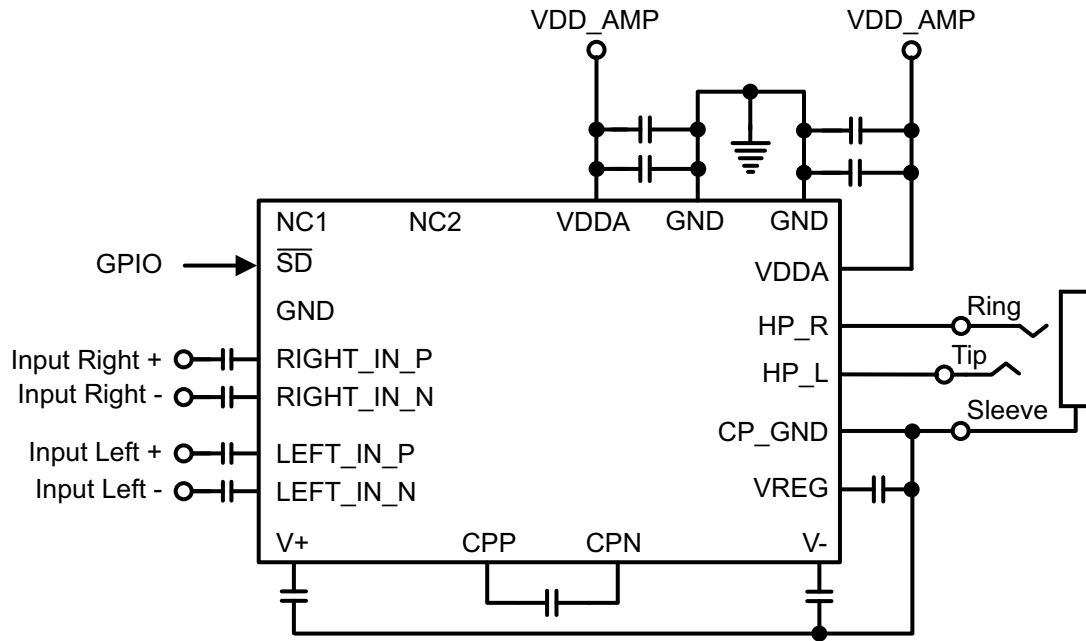 VDD_AMP
VDD_AMP
NC1
NC2
VDDA
GND
GND
GPIO
SD
VDDA
GND
HP_R
Ring
Input Right +
RIGHT_IN_P
HP_L
Tip
Input Right -
RIGHT_IN_N
CP_GND
Sleeve
Input Left +
LEFT_IN_P
Input Left -
LEFT_IN_N
VREG
V+
CPP
CPN
V-